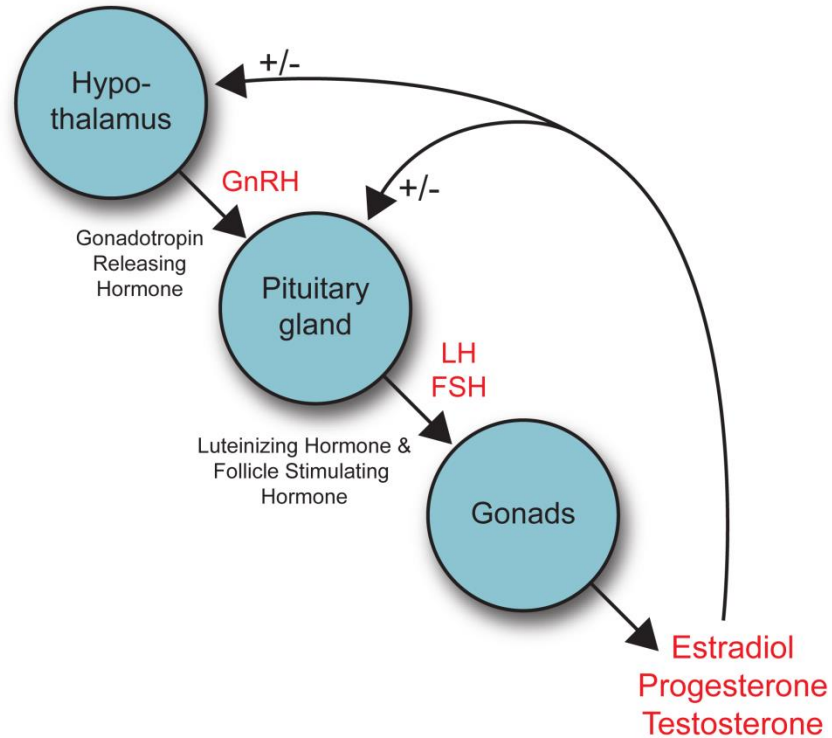 Hypo-
thalamus
+/-
GnRH
+/-
Gonadotropin
Releasing
Hormone
Pituitary
gland
LH
FSH
Luteinizing Hormone &
Follicle Stimulating
Hormone
Gonads
Estradiol
Progesterone
Testosterone